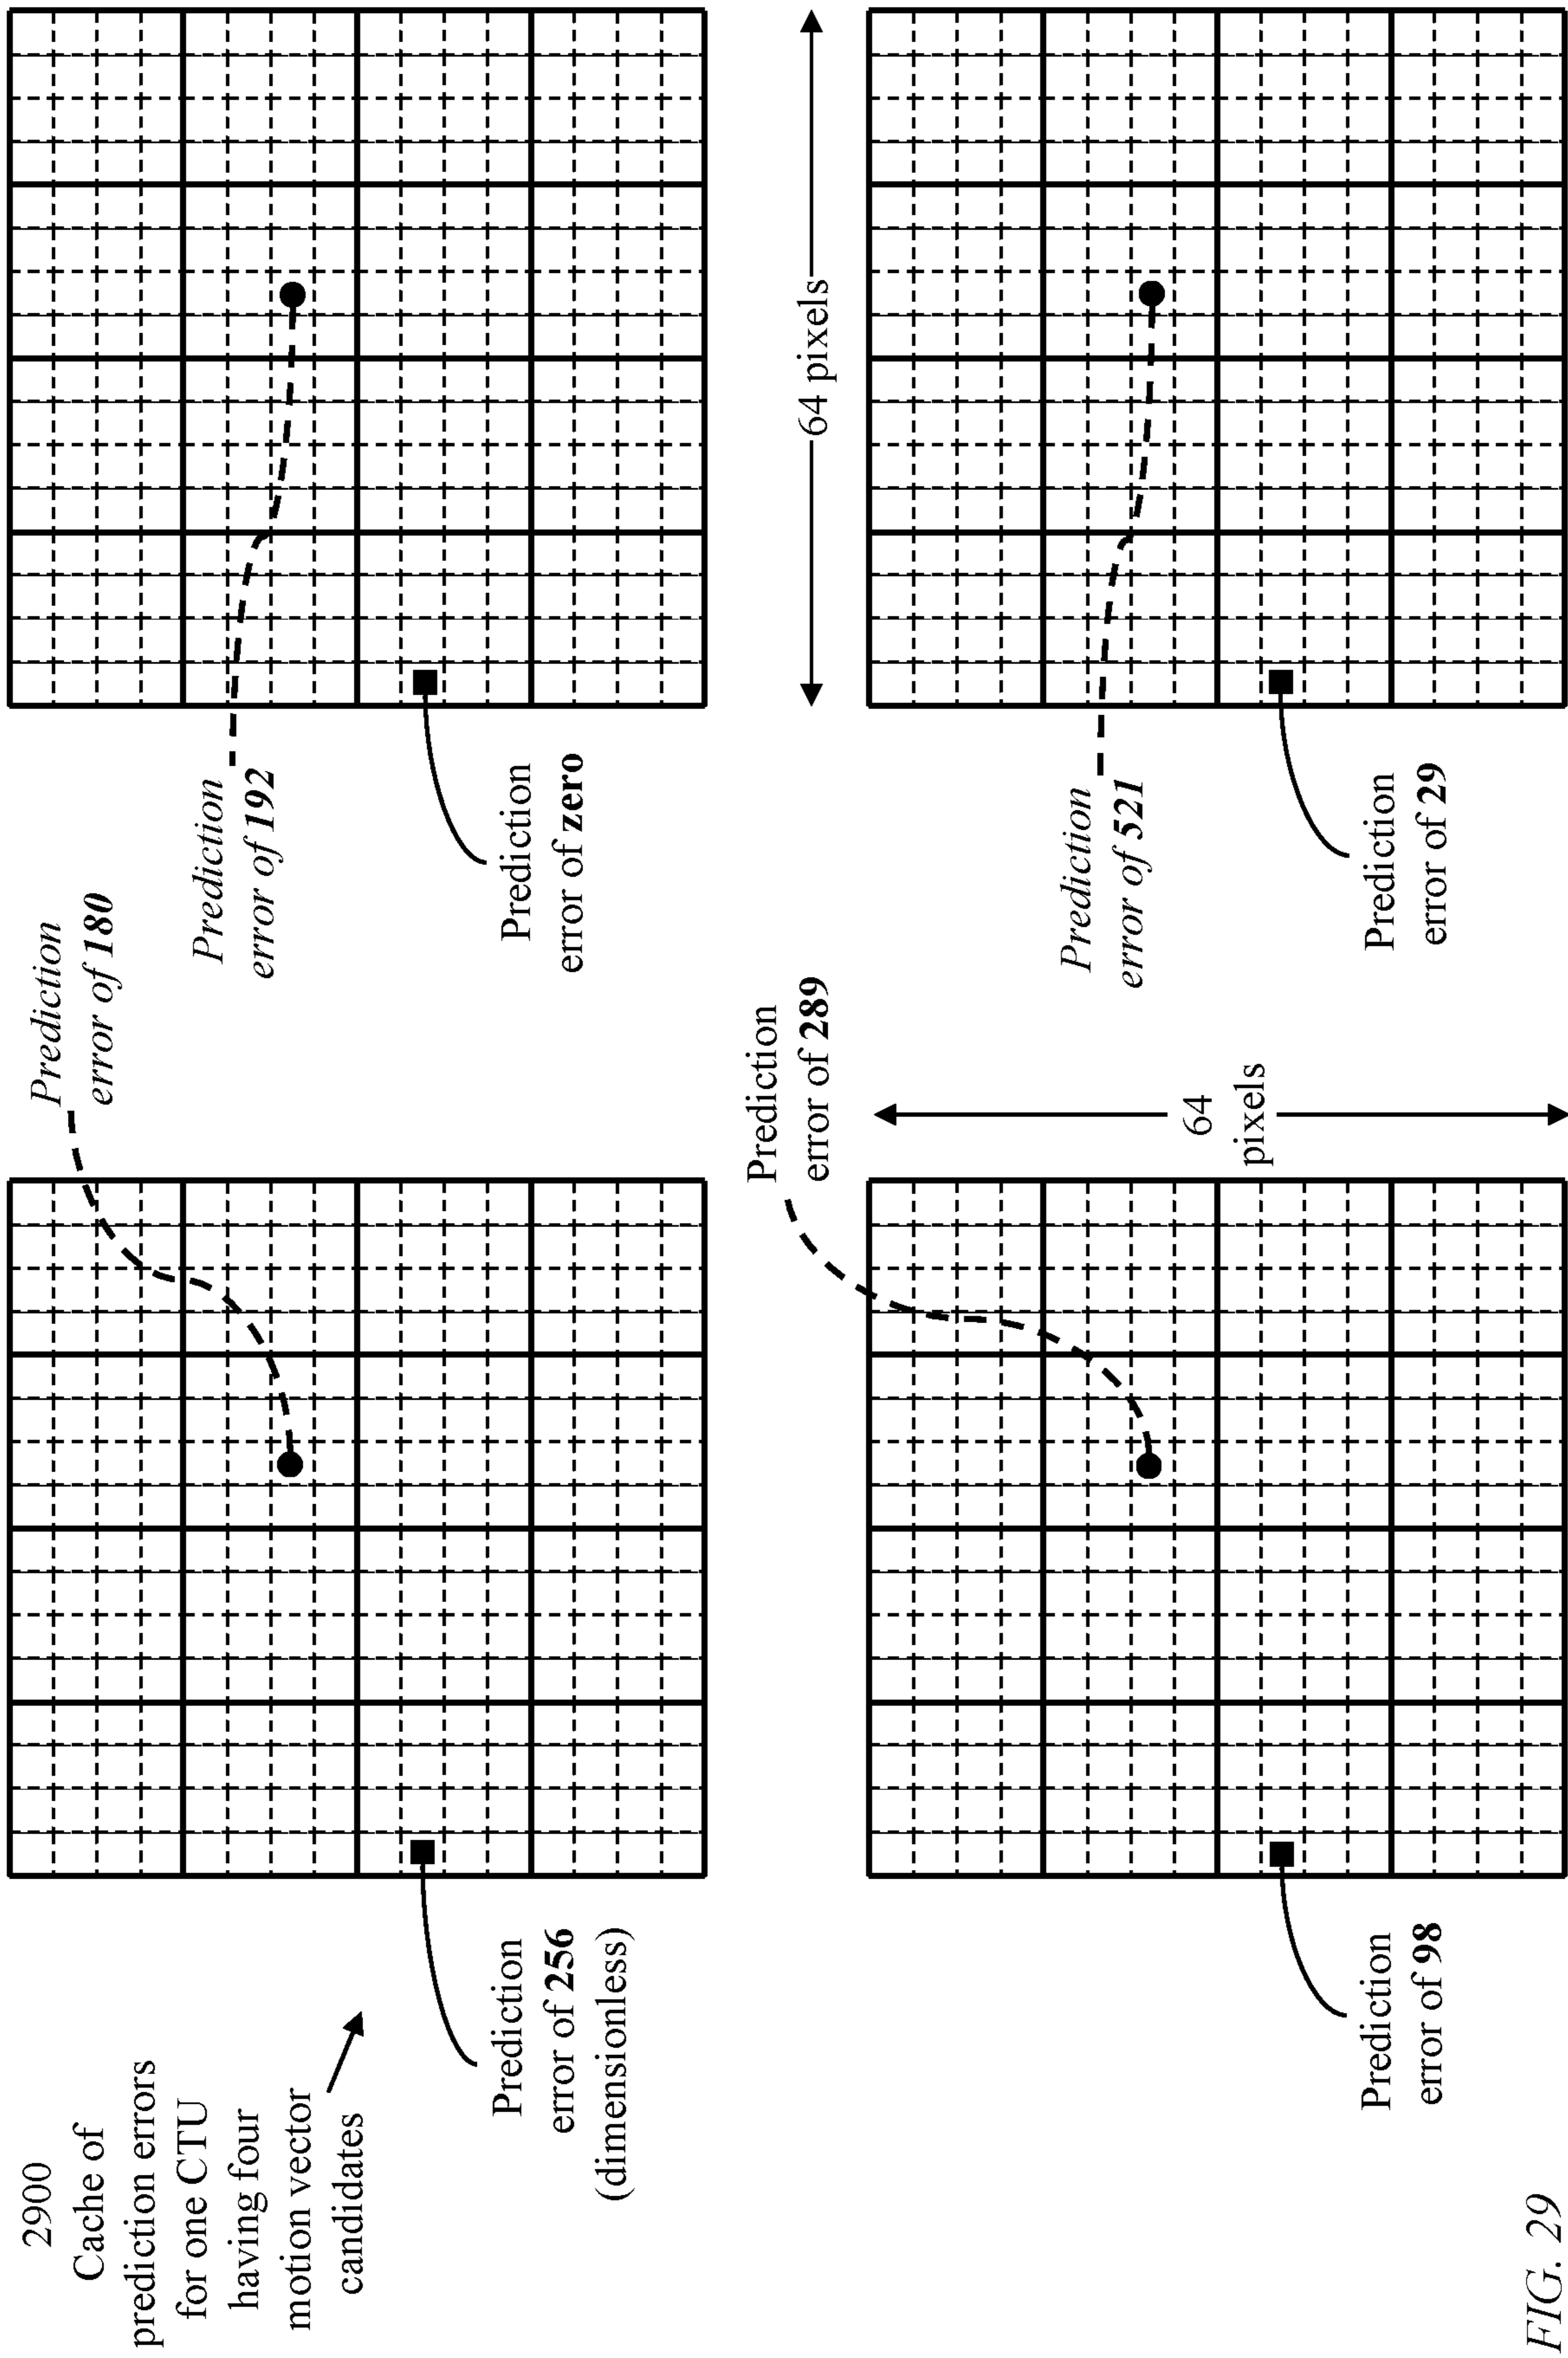 2900
Cache of
prediction errors
for one CTU
having four
motion vector
candidates
Prediction
error of 180
Prediction
error of 192
Prediction
error of 256
(dimensionless)
Prediction
error of zero
64 pixels
Prediction
error of 289
64
pixels
Prediction
error of 521
Prediction
error of 98
Prediction
error of 29
FIG. 29